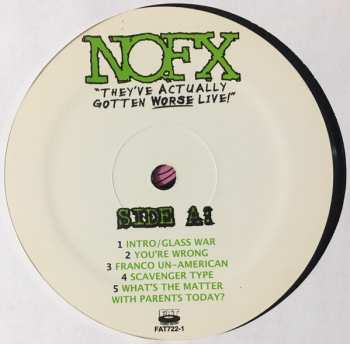 NOFX
"THEY'VE ACTUALLY
GOTTEN WORSE LIVE!"
SIDE A:
1 INTRO/GLASS WAR
2 YOU'RE WRONG
3 FRANCO UN-AMERICAN
4 SCAVENGER TYPE
5 WHAT'S THE MATTER
WITH PARENTS TODAY?
FAT722-1